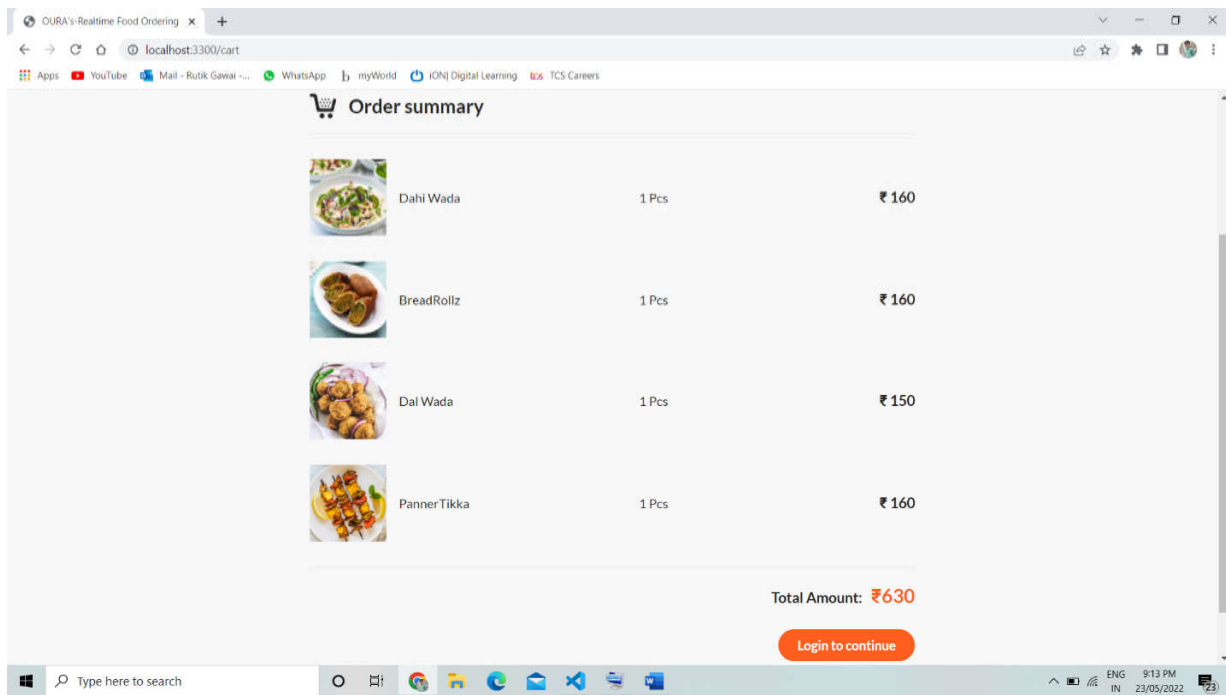 OURA's-Realtime Food Ordering
localhost:3300/cart
Apps YouTube Mail - Rutik Gawai -... WhatsApp myWorld iON| Digital Learning tcs TCS Careers
Order summary
Dahi Wada 1 Pcs ₹ 160
BreadRollz 1 Pcs ₹ 160
Dal Wada 1 Pcs ₹ 150
PannerTikka 1 Pcs ₹ 160
Total Amount: ₹630
Login to continue
Type here to search
ENG 9:13 PM
IN 23/05/2022
23